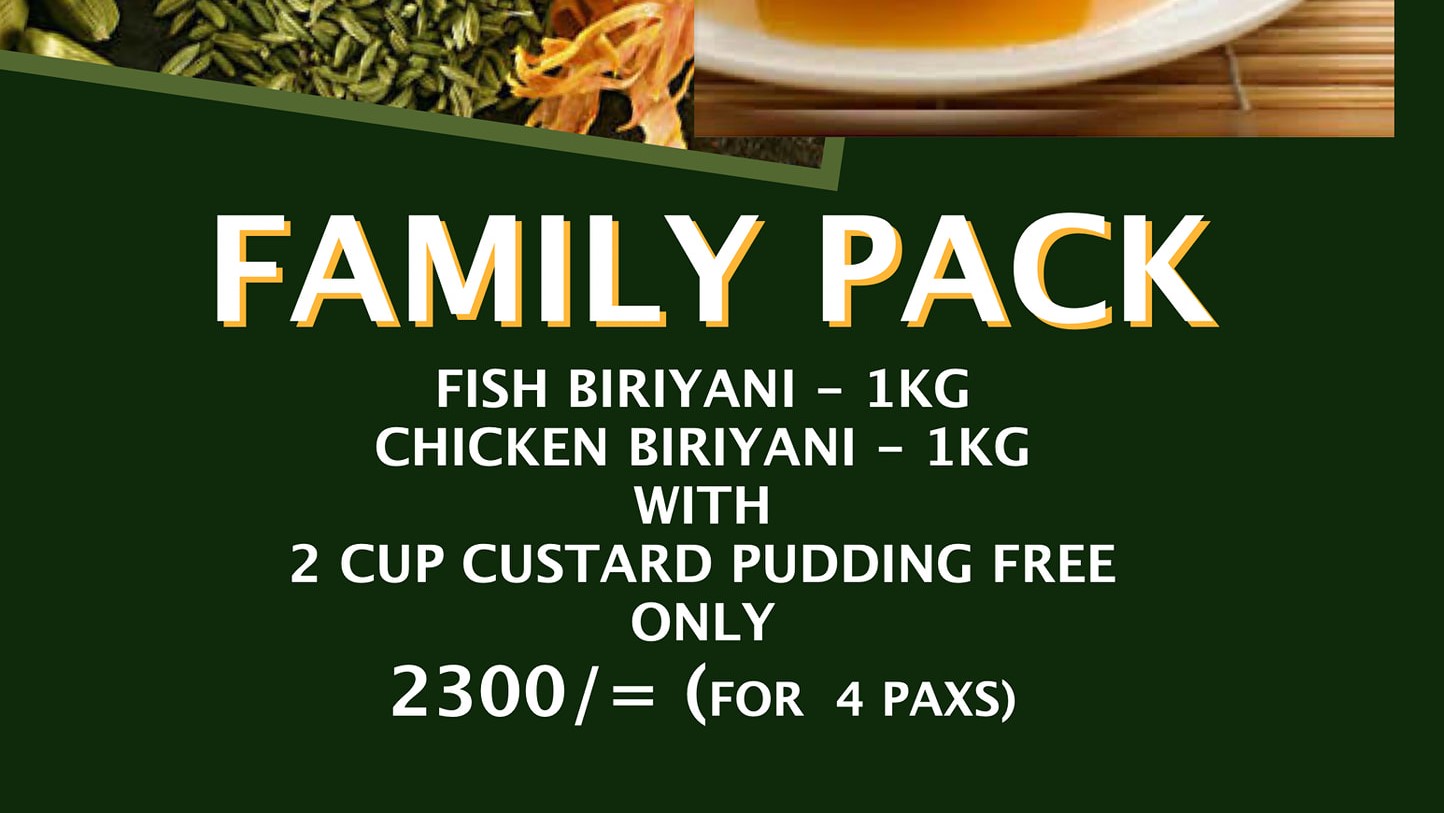 FAMILY PACK
FISH BIRIYANI – 1KG
CHICKEN BIRIYANI – 1KG
WITH
2 CUP CUSTARD PUDDING FREE
ONLY
2300/= (FOR 4 PAXS)